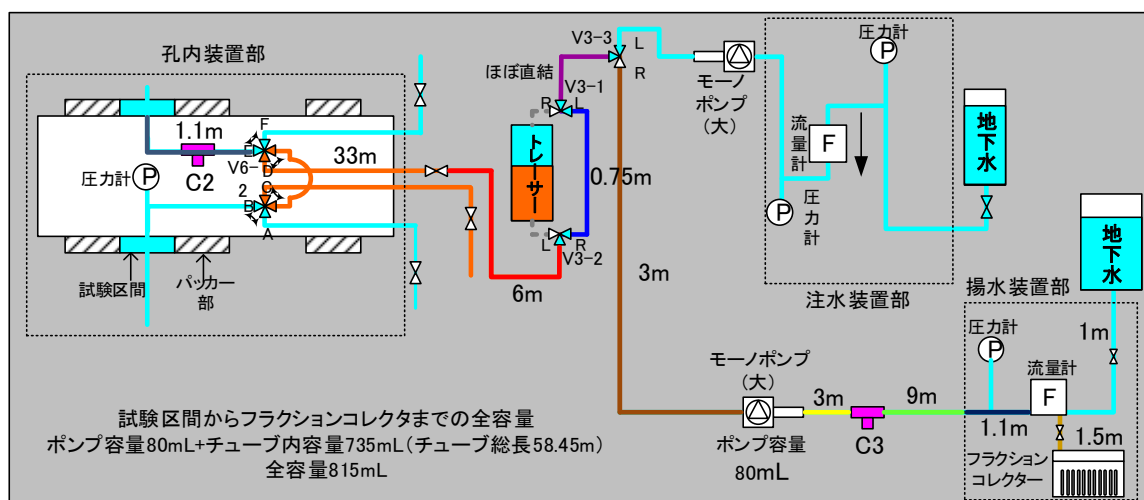 孔内装置部
1.1m
C2
圧力計
P
F
E
V6-
D
2
C
B
A
33m
試験区間
パッカー
部
6m
ほぼ直結
V3-3
L
R
V3-1
R
L
トレーサー
0.75m
L
R
V3-2
3m
モーノ
ポンプ
(大)
圧力計
P
流量計
F
P
圧力計
地下水
注水装置部
地下水
揚水装置部
圧力計
P
1m
流量計
F
モーノポンプ
(大)
ポンプ容量
80mL
3m
C3
9m
1.1m
1.5m
フラクション
コレクター
試験区間からフラクションコレクタまでの全容量
ポンプ容量80mL+チューブ内容量735mL(チューブ総長58.45m)
全容量815mL